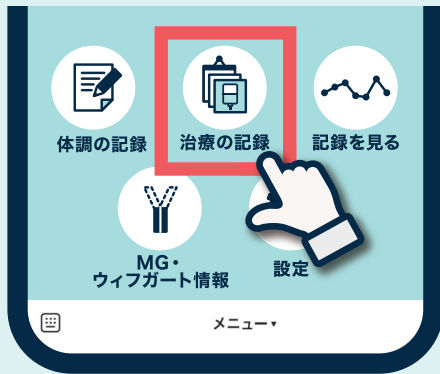 体調の記録
治療の記録
記録を見る
MG・
ウィフガート情報
設定
メニュー▾